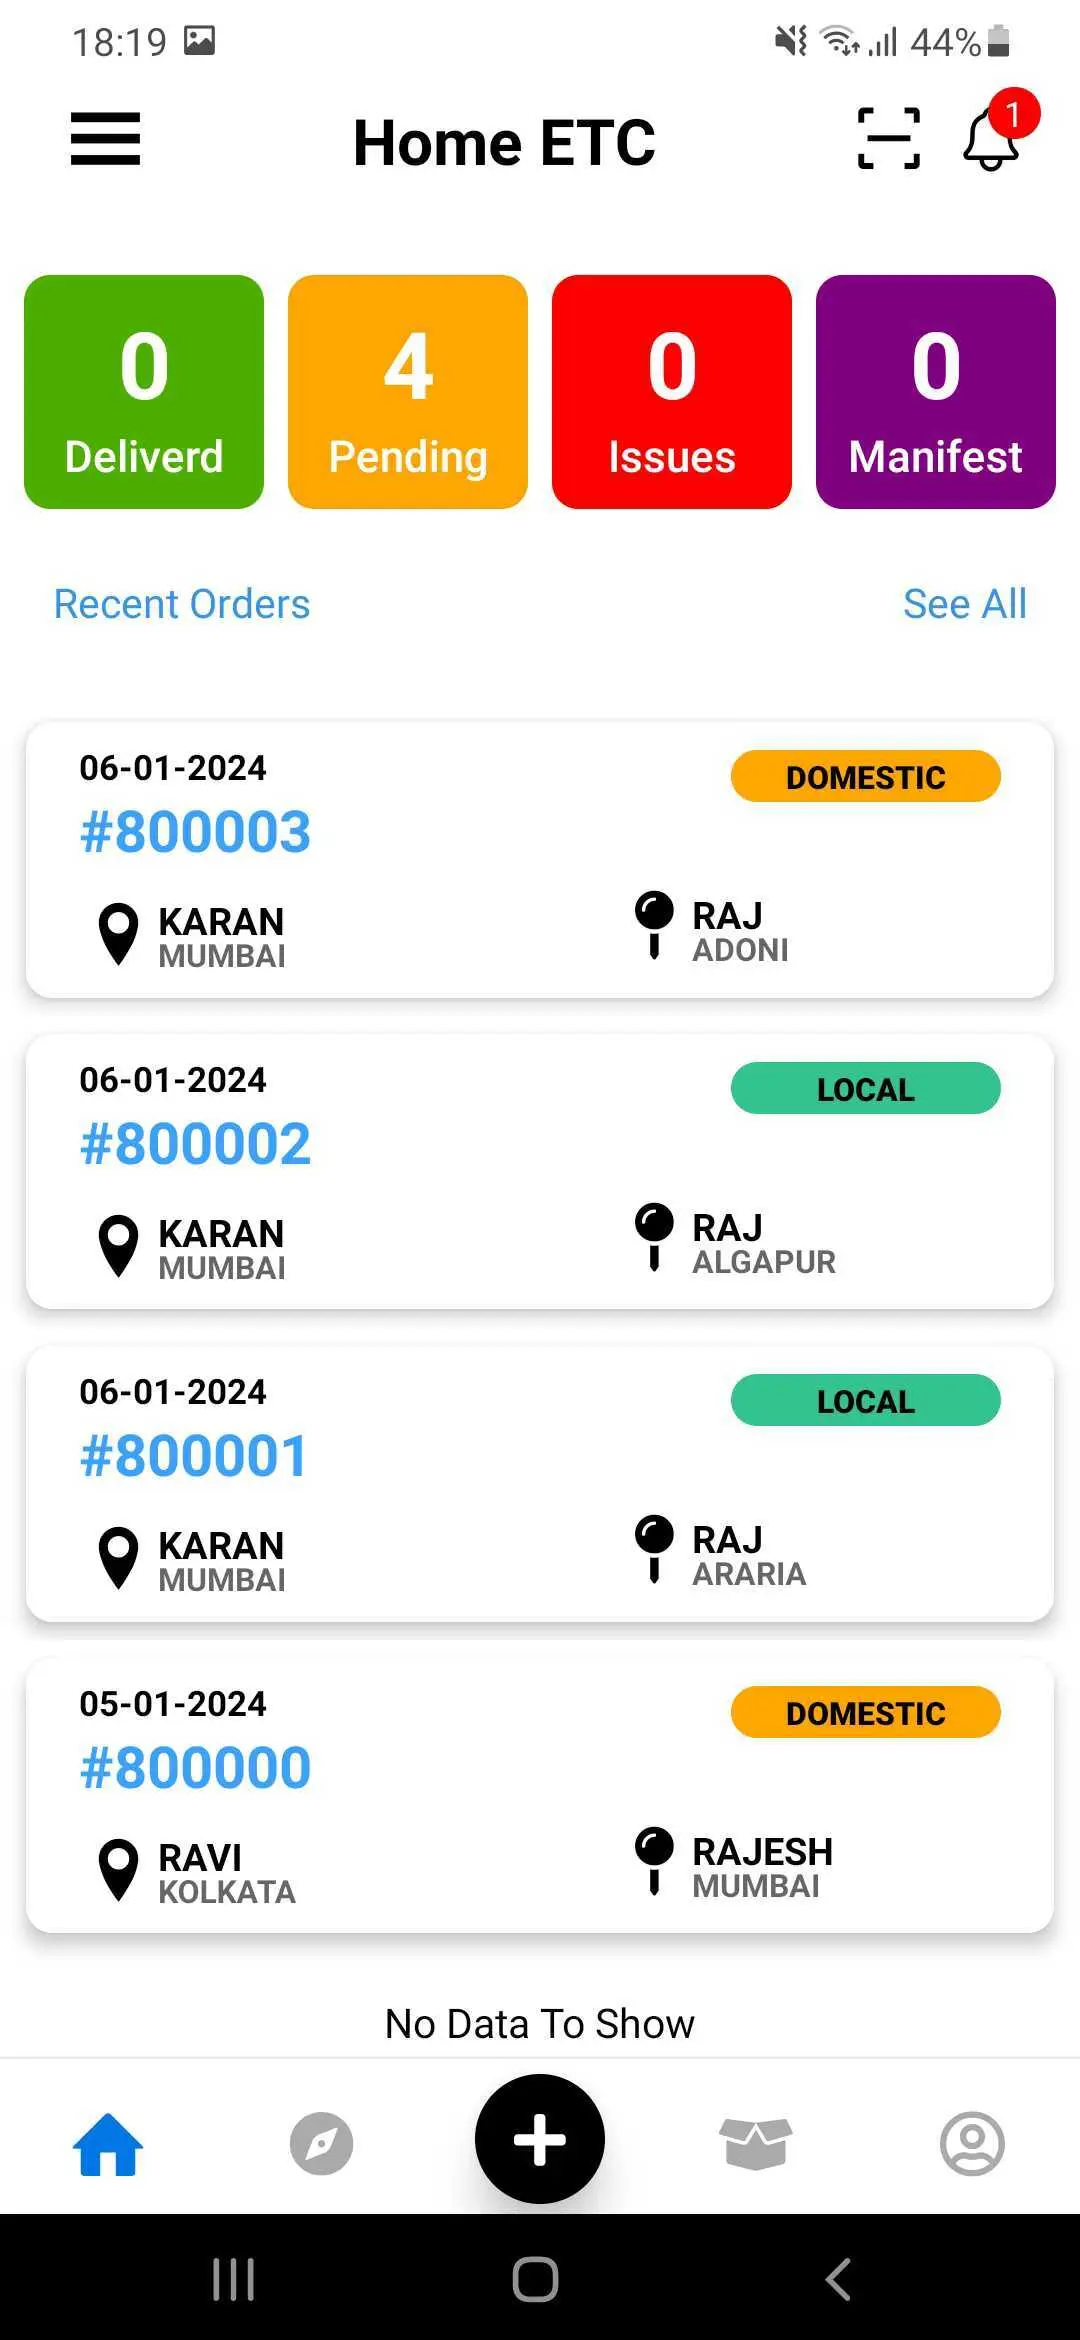 18:19 44%
Home ETC 1
0 4 0 0
Deliverd Pending Issues Manifest
Recent Orders See All
06-01-2024 DOMESTIC
#800003
KARAN RAJ
MUMBAI ADONI
06-01-2024 LOCAL
#800002
KARAN RAJ
MUMBAI ALGAPUR
06-01-2024 LOCAL
#800001
KARAN RAJ
MUMBAI ARARIA
05-01-2024 DOMESTIC
#800000
RAVI RAJESH
KOLKATA MUMBAI
No Data To Show